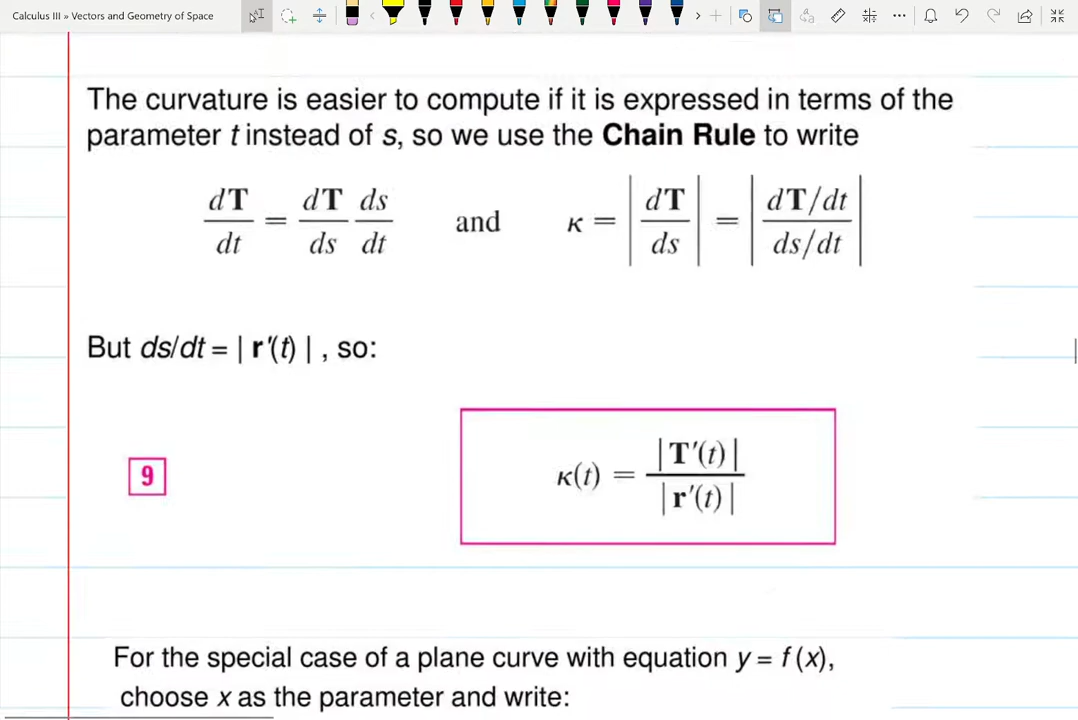 Calculus III » Vectors and Geometry of Space
The curvature is easier to compute if it is expressed in terms of the
parameter t instead of s, so we use the Chain Rule to write
dT/dt = dT/ds ds/dt and κ = |dT/ds| = |dT/dt / ds/dt|
But ds/dt = | r′(t) | , so:
9 κ(t) = |T′(t)| / |r′(t)|
For the special case of a plane curve with equation y = f (x),
choose x as the parameter and write: